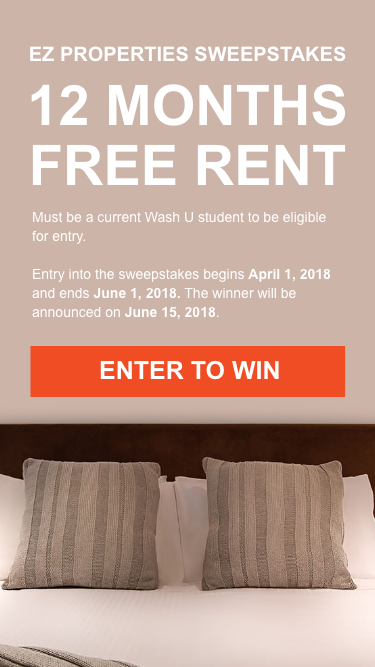 EZ PROPERTIES SWEEPSTAKES
12 MONTHS
FREE RENT
Must be a current Wash U student to be eligible
for entry.
Entry into the sweepstakes begins April 1, 2018
and ends June 1, 2018. The winner will be
announced on June 15, 2018.
ENTER TO WIN